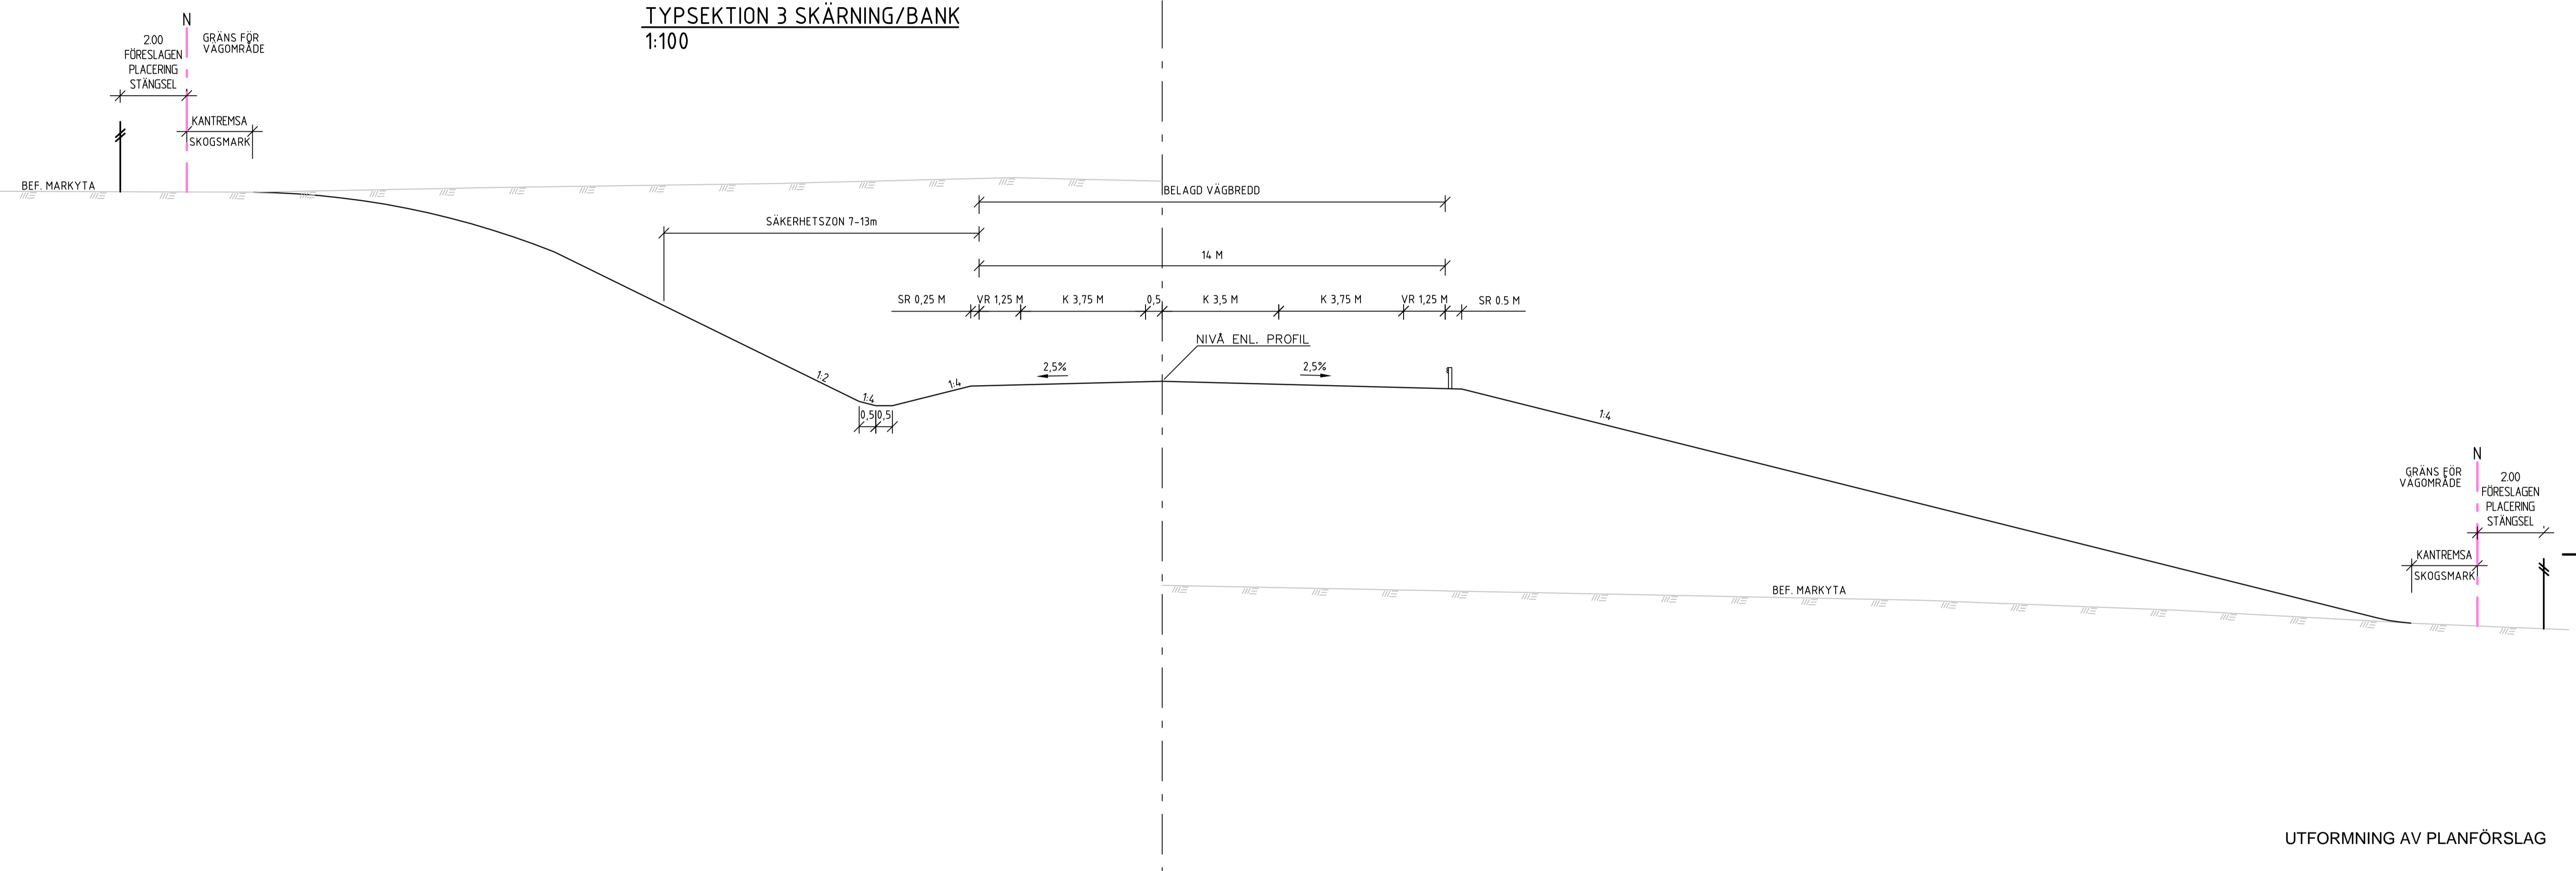 TYPSEKTION 3 SKÄRNING/BANK
1:100
N
GRÄNS FÖR
VÄGOMRÅDE
2.00
FÖRESLAGEN
PLACERING
STÄNGSEL
KANTREMSA
SKOGSMARK
BEF. MARKYTA
BELAGD VÄGBREDD
SÄKERHETSZON 7-13m
14 M
SR 0,25 M
VR 1,25 M
K 3,75 M
0,5
K 3,5 M
K 3,75 M
VR 1,25 M
SR 0.5 M
NIVÅ ENL. PROFIL
2,5%
2,5%
1:2
1:4
1:4
0,5
0,5
1:4
N
GRÄNS FÖR
VÄGOMRÅDE
2.00
FÖRESLAGEN
PLACERING
STÄNGSEL
KANTREMSA
SKOGSMARK
BEF. MARKYTA
UTFORMNING AV PLANFÖRSLAG